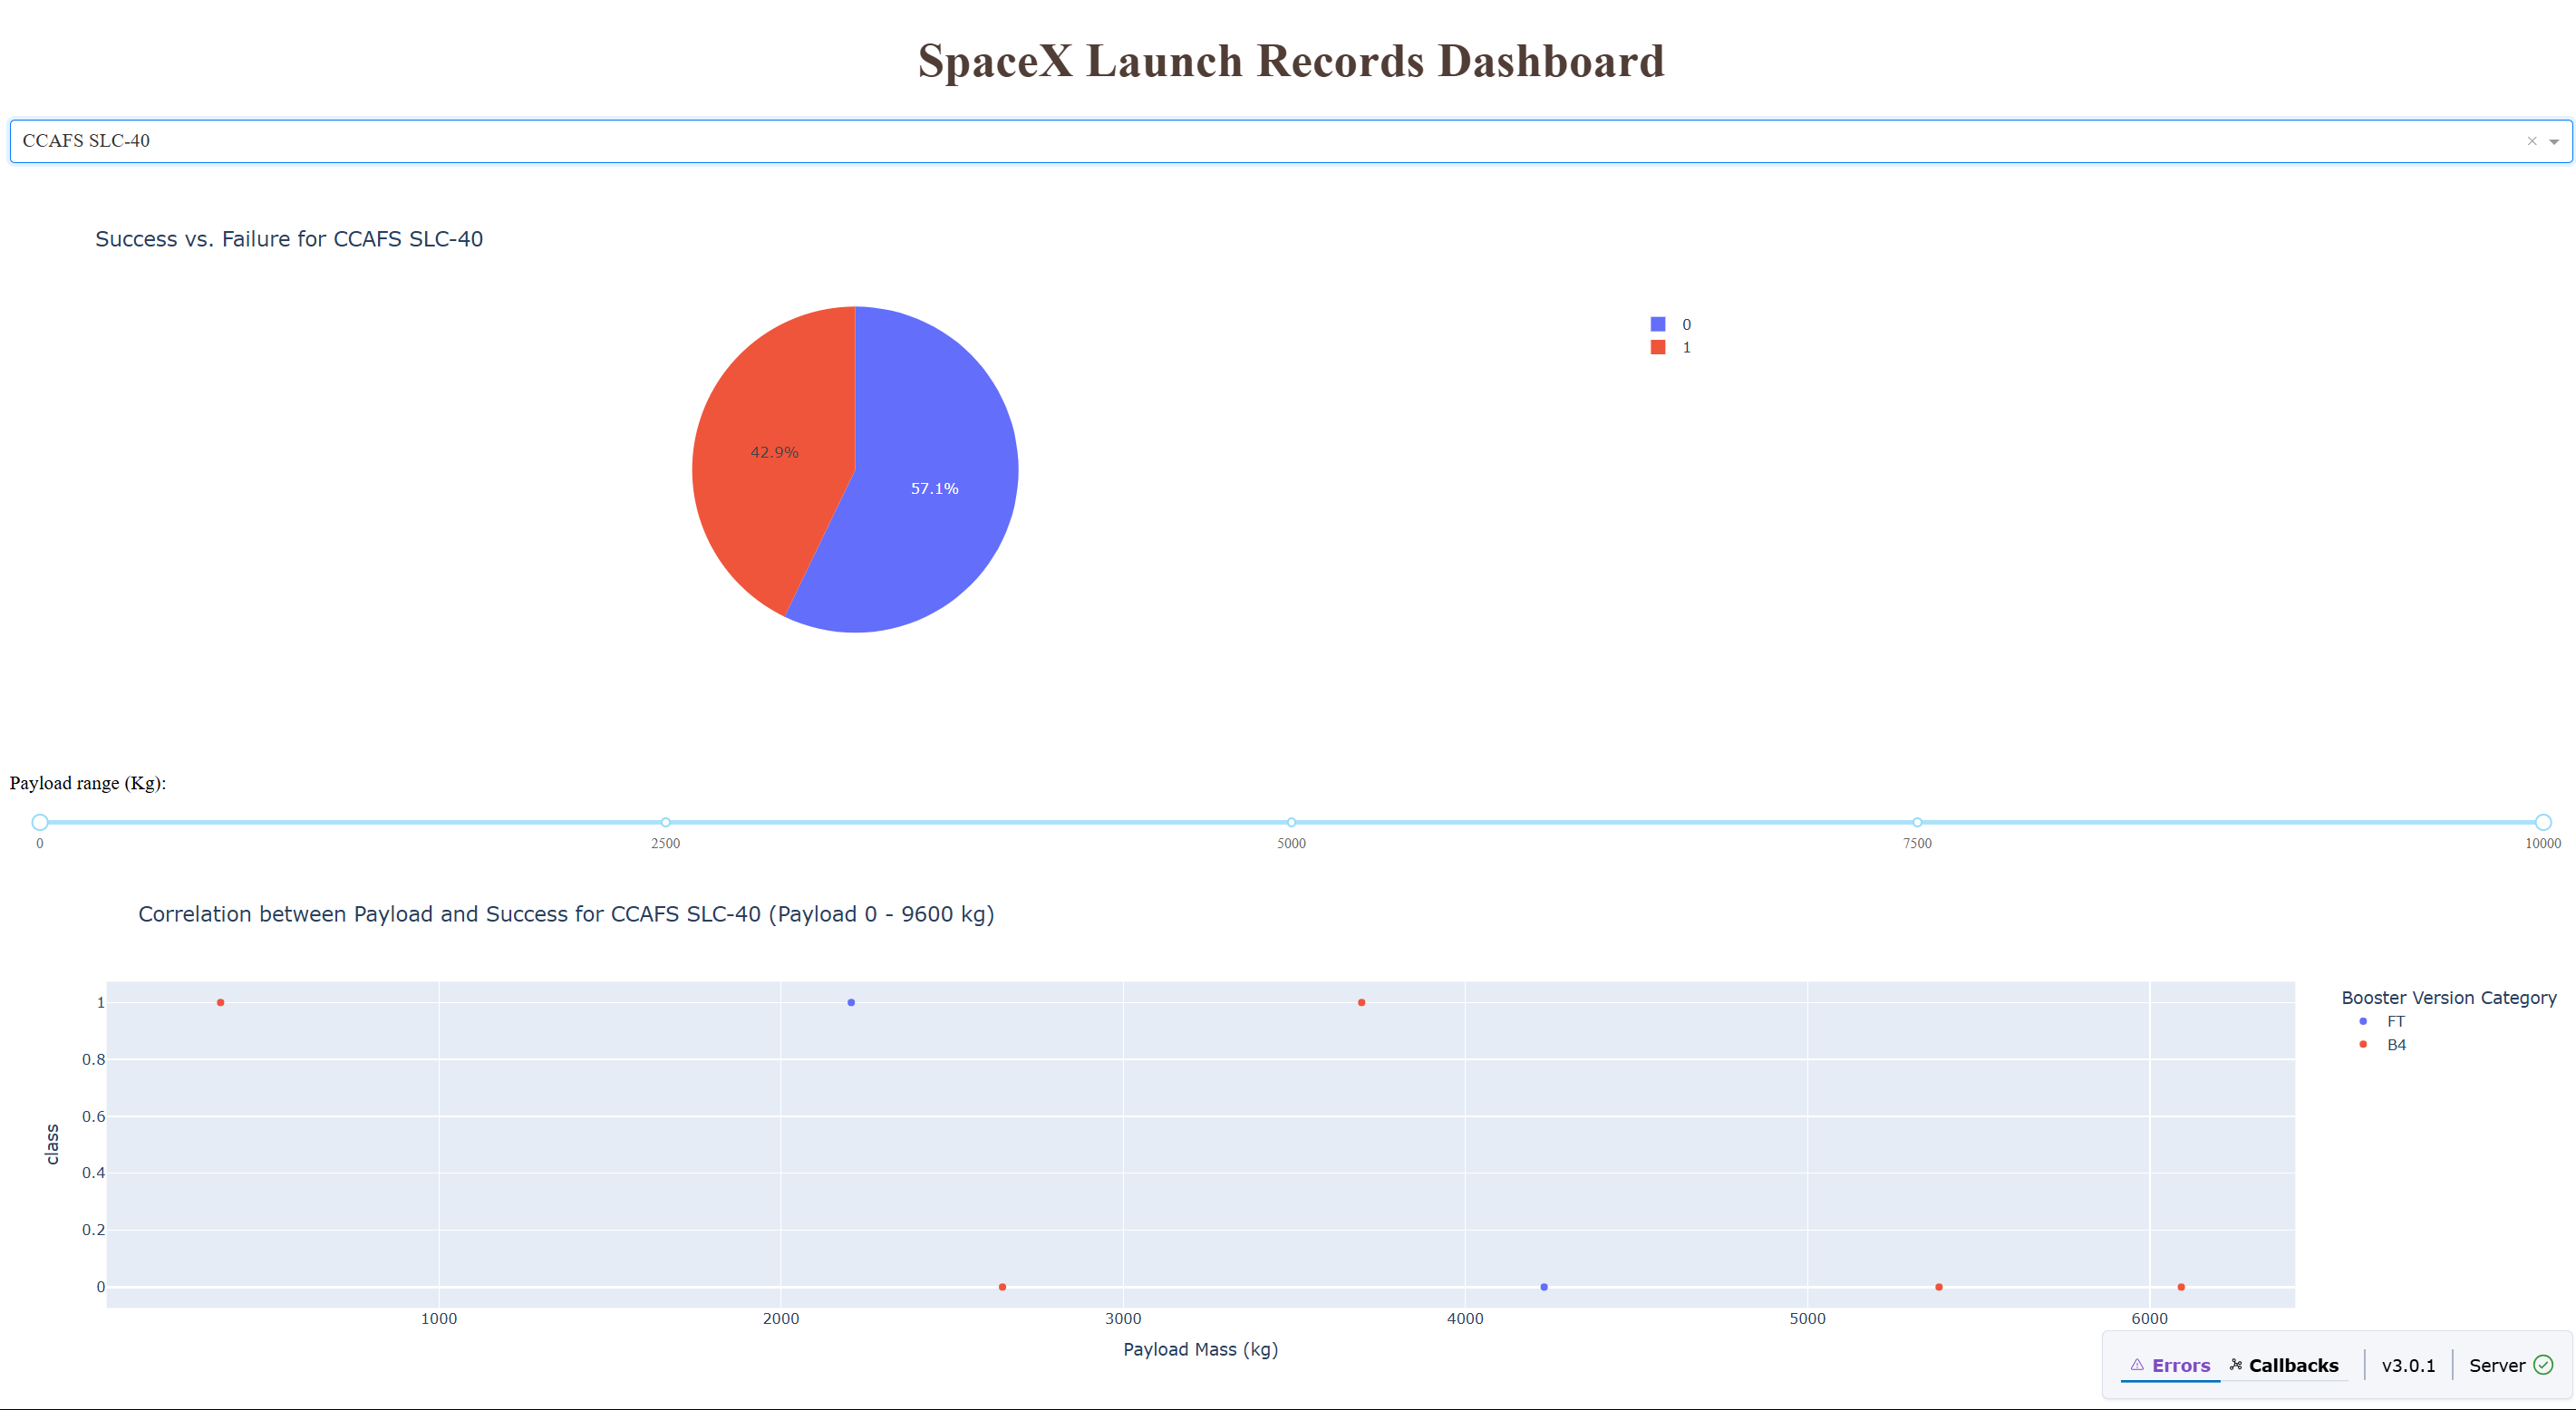 SpaceX Launch Records Dashboard
CCAFS SLC-40
Success vs. Failure for CCAFS SLC-40
0
1
42.9%
57.1%
Payload range (Kg):
0 2500 5000 7500 10000
Correlation between Payload and Success for CCAFS SLC-40 (Payload 0 - 9600 kg)
Booster Version Category
FT
B4
1
0.8
0.6
0.4
0.2
0
class
1000 2000 3000 4000 5000 6000
Payload Mass (kg)
Errors Callbacks v3.0.1 Server